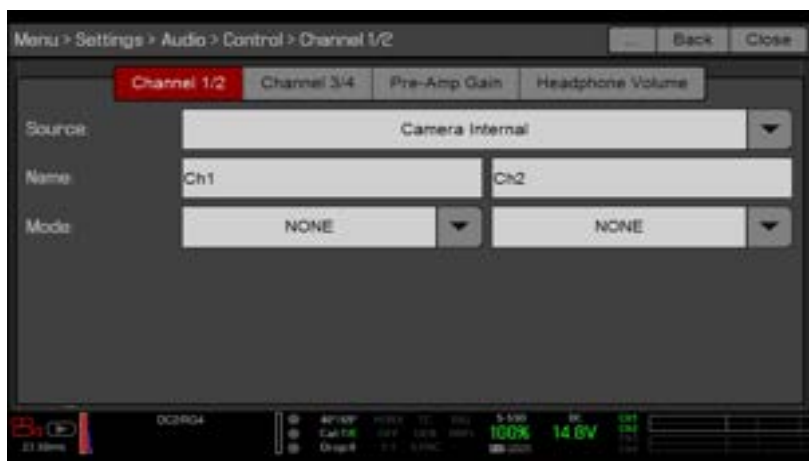 Menu > Settings > Audio > Control > Channel 1/2
... Back Close
Channel 1/2 Channel 3/4 Pre-Amp Gain Headphone Volume
Source: Camera Internal
Name: Ch1 Ch2
Mode: NONE NONE
100% 14.8V